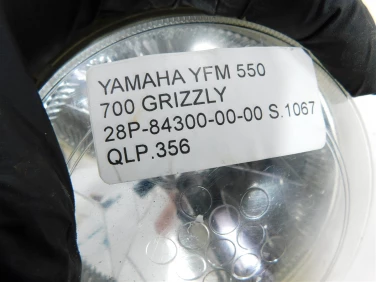 YAMAHA YFM 550
700 GRIZZLY
28P-84300-00-00 S.1067
QLP.356